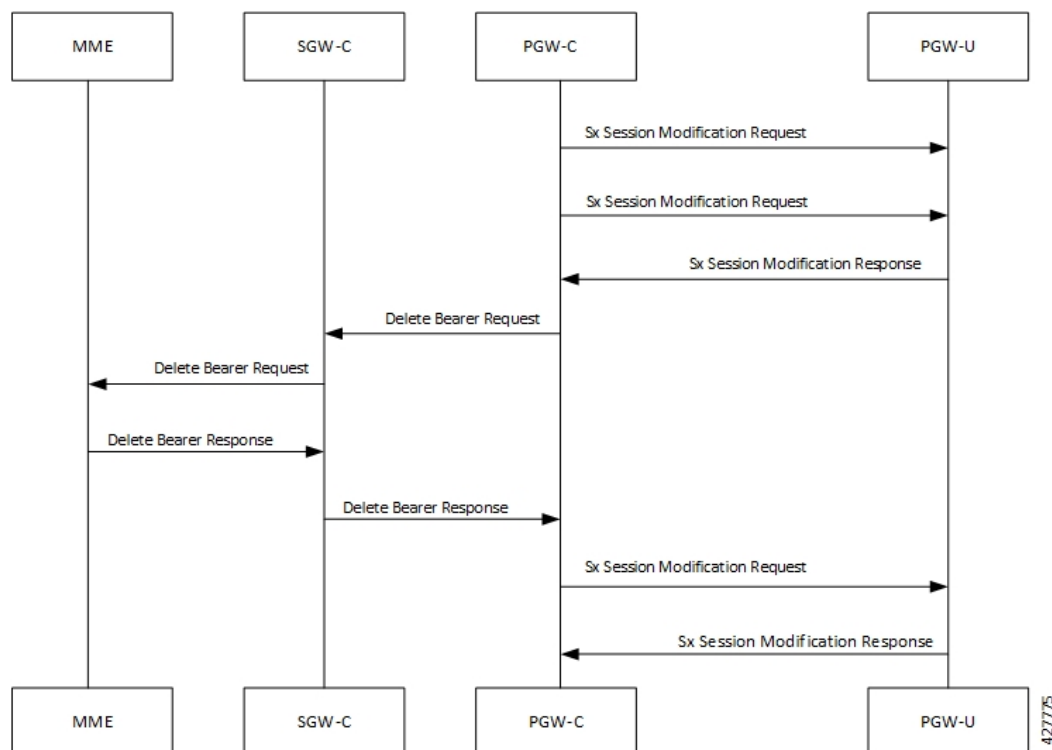 MME
SGW-C
PGW-C
PGW-U
Sx Session Modification Request
Sx Session Modification Request
Sx Session Modification Response
Delete Bearer Request
Delete Bearer Request
Delete Bearer Response
Delete Bearer Response
Sx Session Modification Request
Sx Session Modification Response
MME
SGW-C
PGW-C
PGW-U
427775